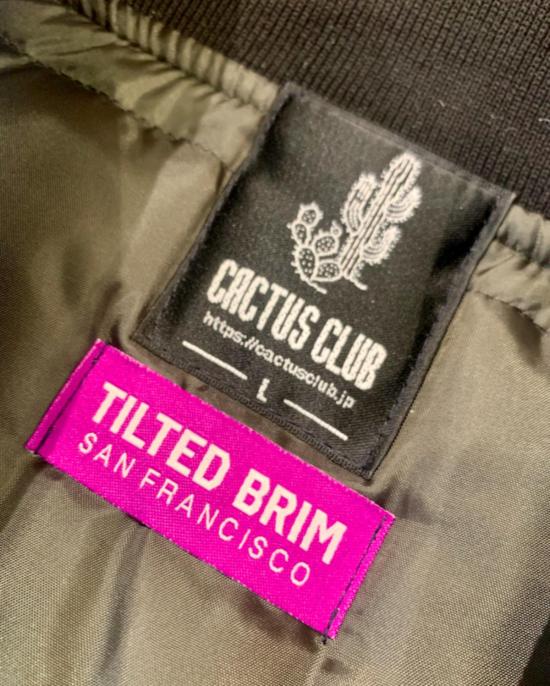 CACTUS CLUB
https://cactusclub.jp
L
TILTED BRIM
SAN FRANCISCO